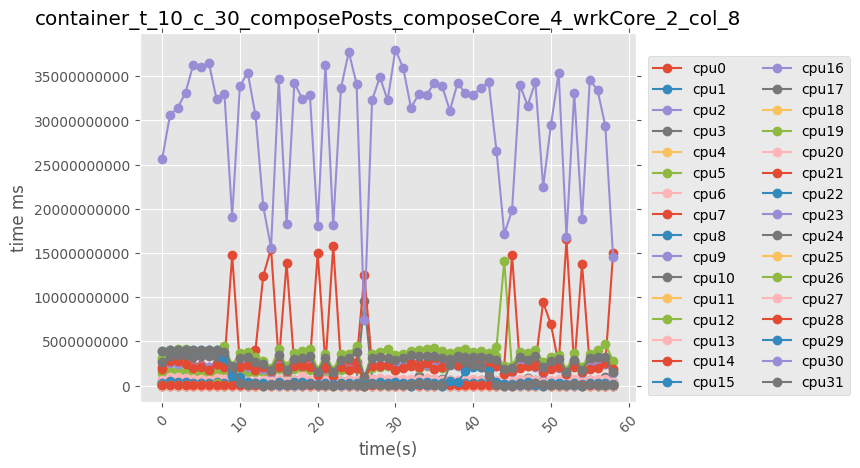 container_t_10_c_30_composePosts_composeCore_4_wrkCore_2_col_8
time ms
35000000000
30000000000
25000000000
20000000000
15000000000
10000000000
5000000000
0
0
10
20
30
40
50
60
time(s)
cpu0
cpu1
cpu2
cpu3
cpu4
cpu5
cpu6
cpu7
cpu8
cpu9
cpu10
cpu11
cpu12
cpu13
cpu14
cpu15
cpu16
cpu17
cpu18
cpu19
cpu20
cpu21
cpu22
cpu23
cpu24
cpu25
cpu26
cpu27
cpu28
cpu29
cpu30
cpu31